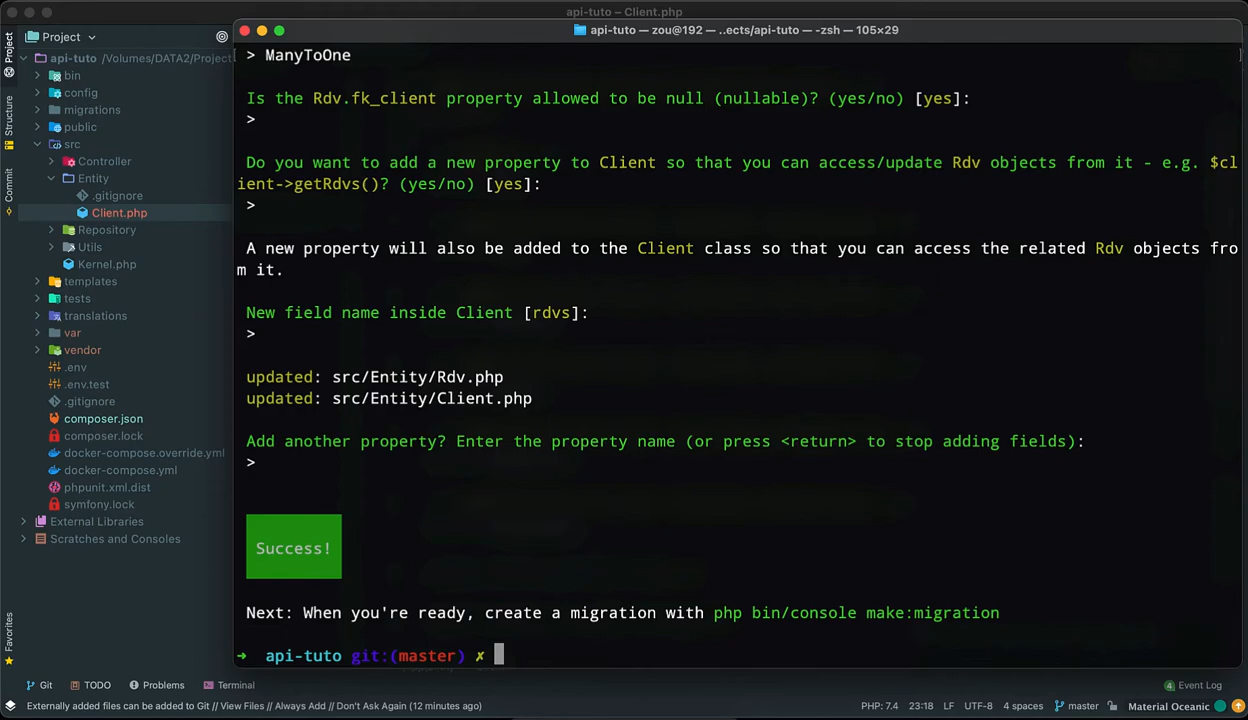 api-tuto – Client.php
Project
api-tuto — zou@192 — ..ects/api-tuto — -zsh — 105×29
Project
Structure
Commit
Favorites
api-tuto /Volumes/DATA2/Project
bin
config
migrations
public
src
Controller
Entity
.gitignore
Client.php
Repository
Utils
Kernel.php
templates
tests
translations
var
vendor
.env
.env.test
.gitignore
composer.json
composer.lock
docker-compose.override.yml
docker-compose.yml
phpunit.xml.dist
symfony.lock
External Libraries
Scratches and Consoles
> ManyToOne
Is the Rdv.fk_client property allowed to be null (nullable)? (yes/no) [yes]:
>
Do you want to add a new property to Client so that you can access/update Rdv objects from it - e.g. $cl
ient->getRdvs()? (yes/no) [yes]:
>
A new property will also be added to the Client class so that you can access the related Rdv objects fro
m it.
New field name inside Client [rdvs]:
>
updated: src/Entity/Rdv.php
updated: src/Entity/Client.php
Add another property? Enter the property name (or press <return> to stop adding fields):
>
Success!
Next: When you're ready, create a migration with php bin/console make:migration
➜ api-tuto git:(master) ✗
Git TODO Problems Terminal 4 Event Log
Externally added files can be added to Git // View Files // Always Add // Don't Ask Again (12 minutes ago) PHP: 7.4 23:18 LF UTF-8 4 spaces master Material Oceanic